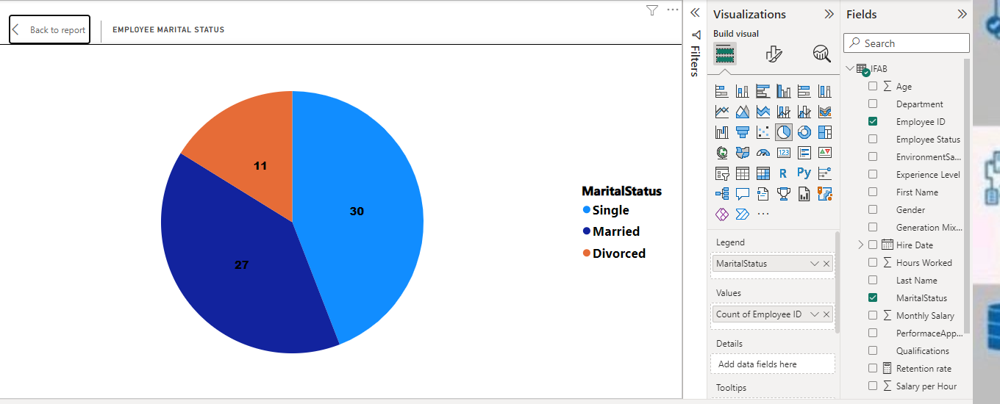 Back to report
EMPLOYEE MARITAL STATUS
11
30
27
MaritalStatus
Single
Married
Divorced
Filters
Visualizations
Build visual
123
R
Py
Legend
MaritalStatus
Values
Count of Employee ID
Details
Add data fields here
Tooltips
Fields
Search
IFAB
Age
Department
Employee ID
Employee Status
EnvironmentSa...
Experience Level
First Name
Gender
Generation Mix...
Hire Date
Hours Worked
Last Name
MaritalStatus
Monthly Salary
PerformaceApp...
Qualifications
Retention rate
Salary per Hour